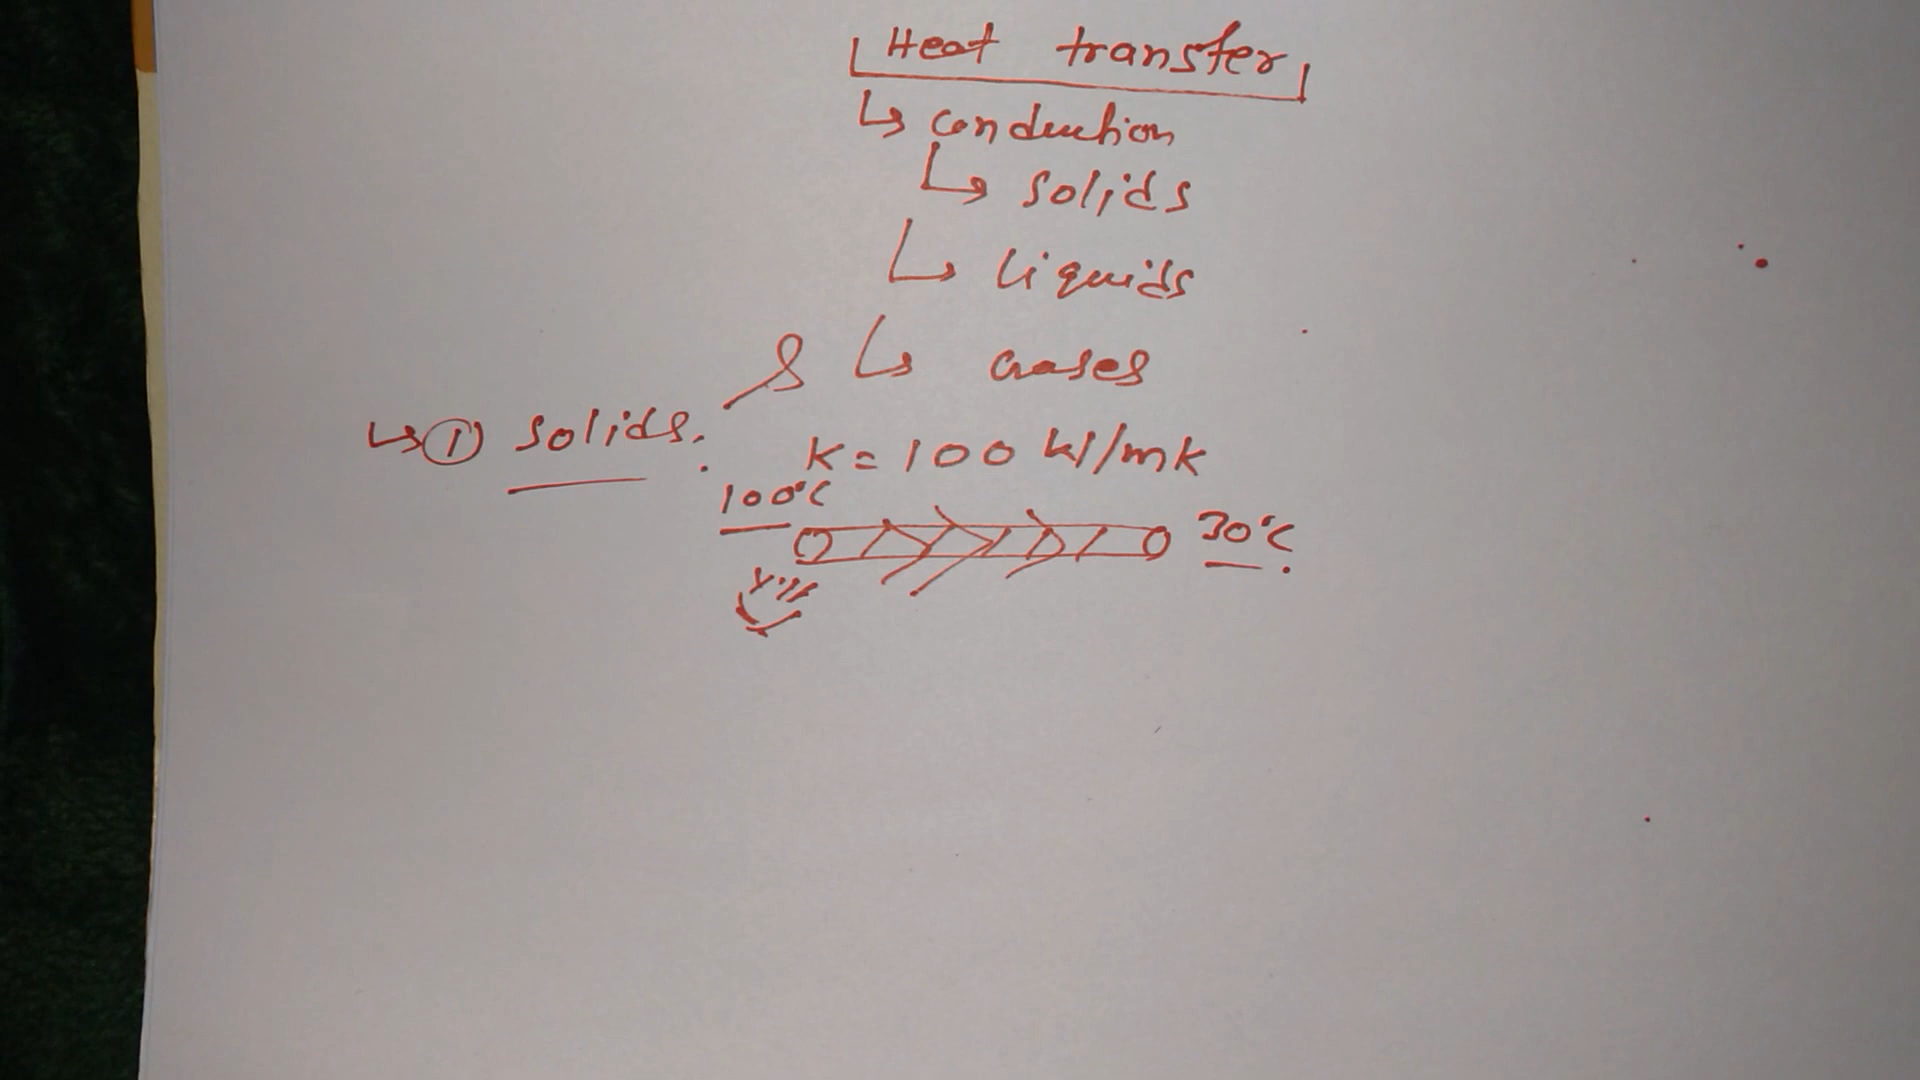 Heat transfer
↳ conduction
↳ solids
↳ liquids
& ↳ Gases
↳ ① solids.
K = 100 W/mK
100°C
30°C.